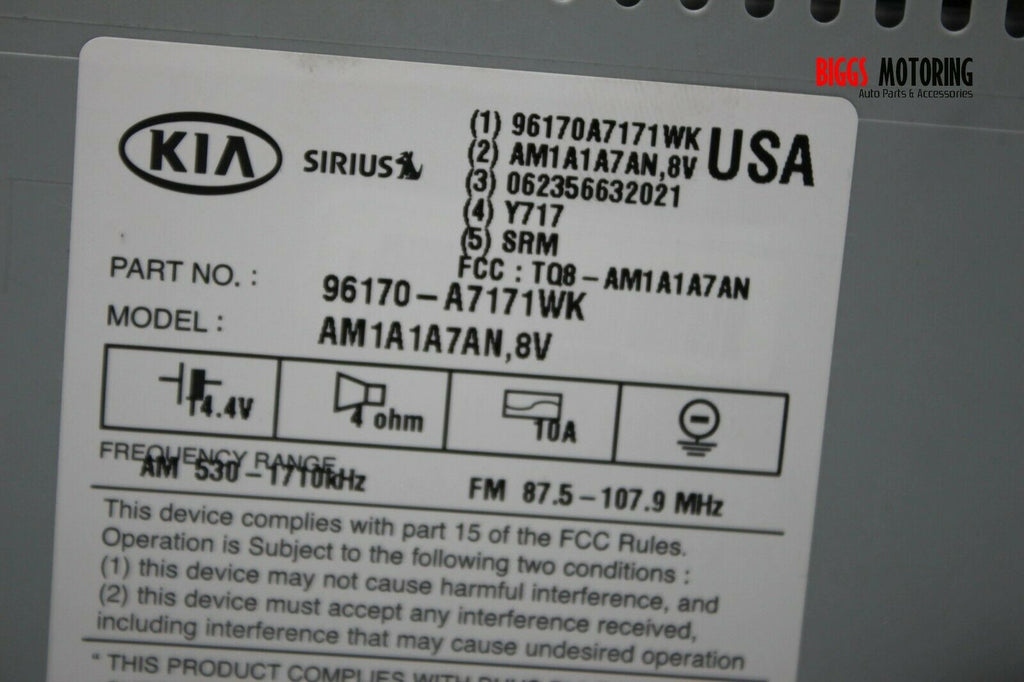 BIGGS MOTORING
Auto Parts & Accessories
KIA SIRIUS
(1) 96170A7171WK USA
(2) AM1A1A7AN,8V
(3) 062356632021
(4) Y717
(5) SRM
FCC : TQ8-AM1A1A7AN
PART NO. : 96170-A7171WK
MODEL : AM1A1A7AN,8V
14.4V 4 ohm 10A
FREQUENCY RANGE
AM 530-1710kHz FM 87.5-107.9 MHz
This device complies with part 15 of the FCC Rules.
Operation is Subject to the following two conditions :
(1) this device may not cause harmful interference, and
(2) this device must accept any interference received,
including interference that may cause undesired operation
" THIS PRODUCT COMPLIES WITH